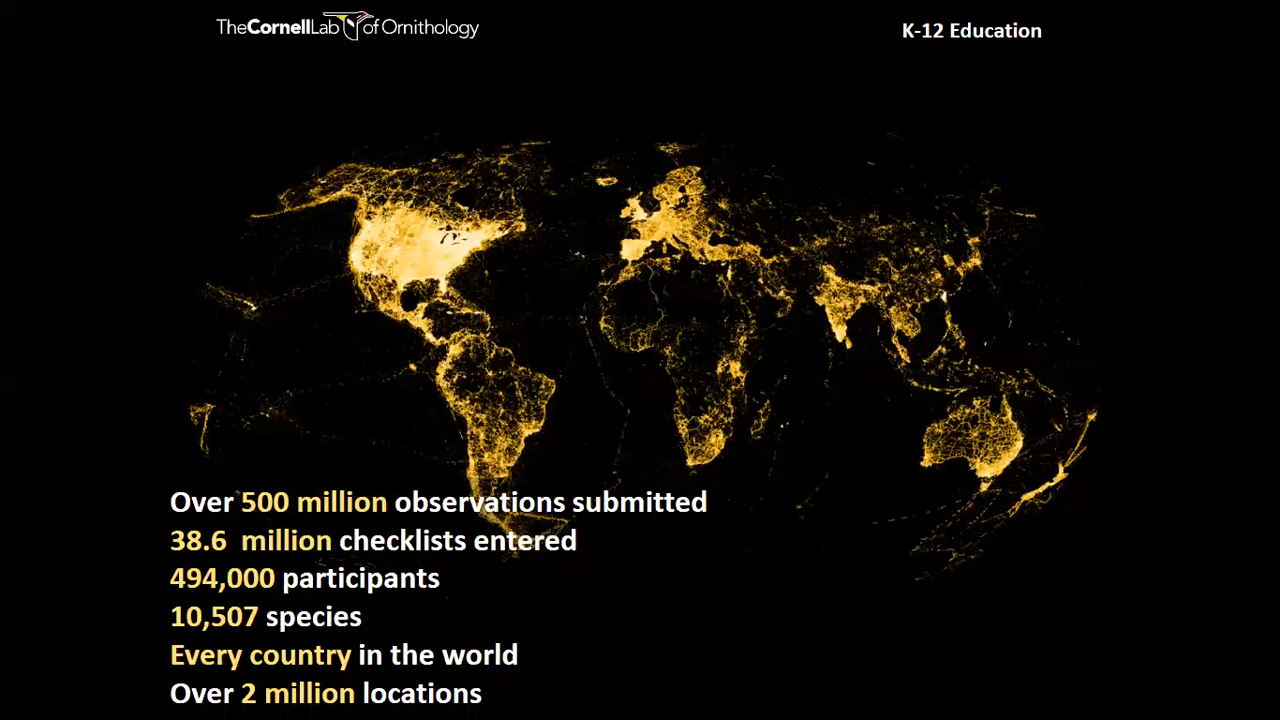 TheCornellLab of Ornithology
K-12 Education
Over 500 million observations submitted
38.6 million checklists entered
494,000 participants
10,507 species
Every country in the world
Over 2 million locations